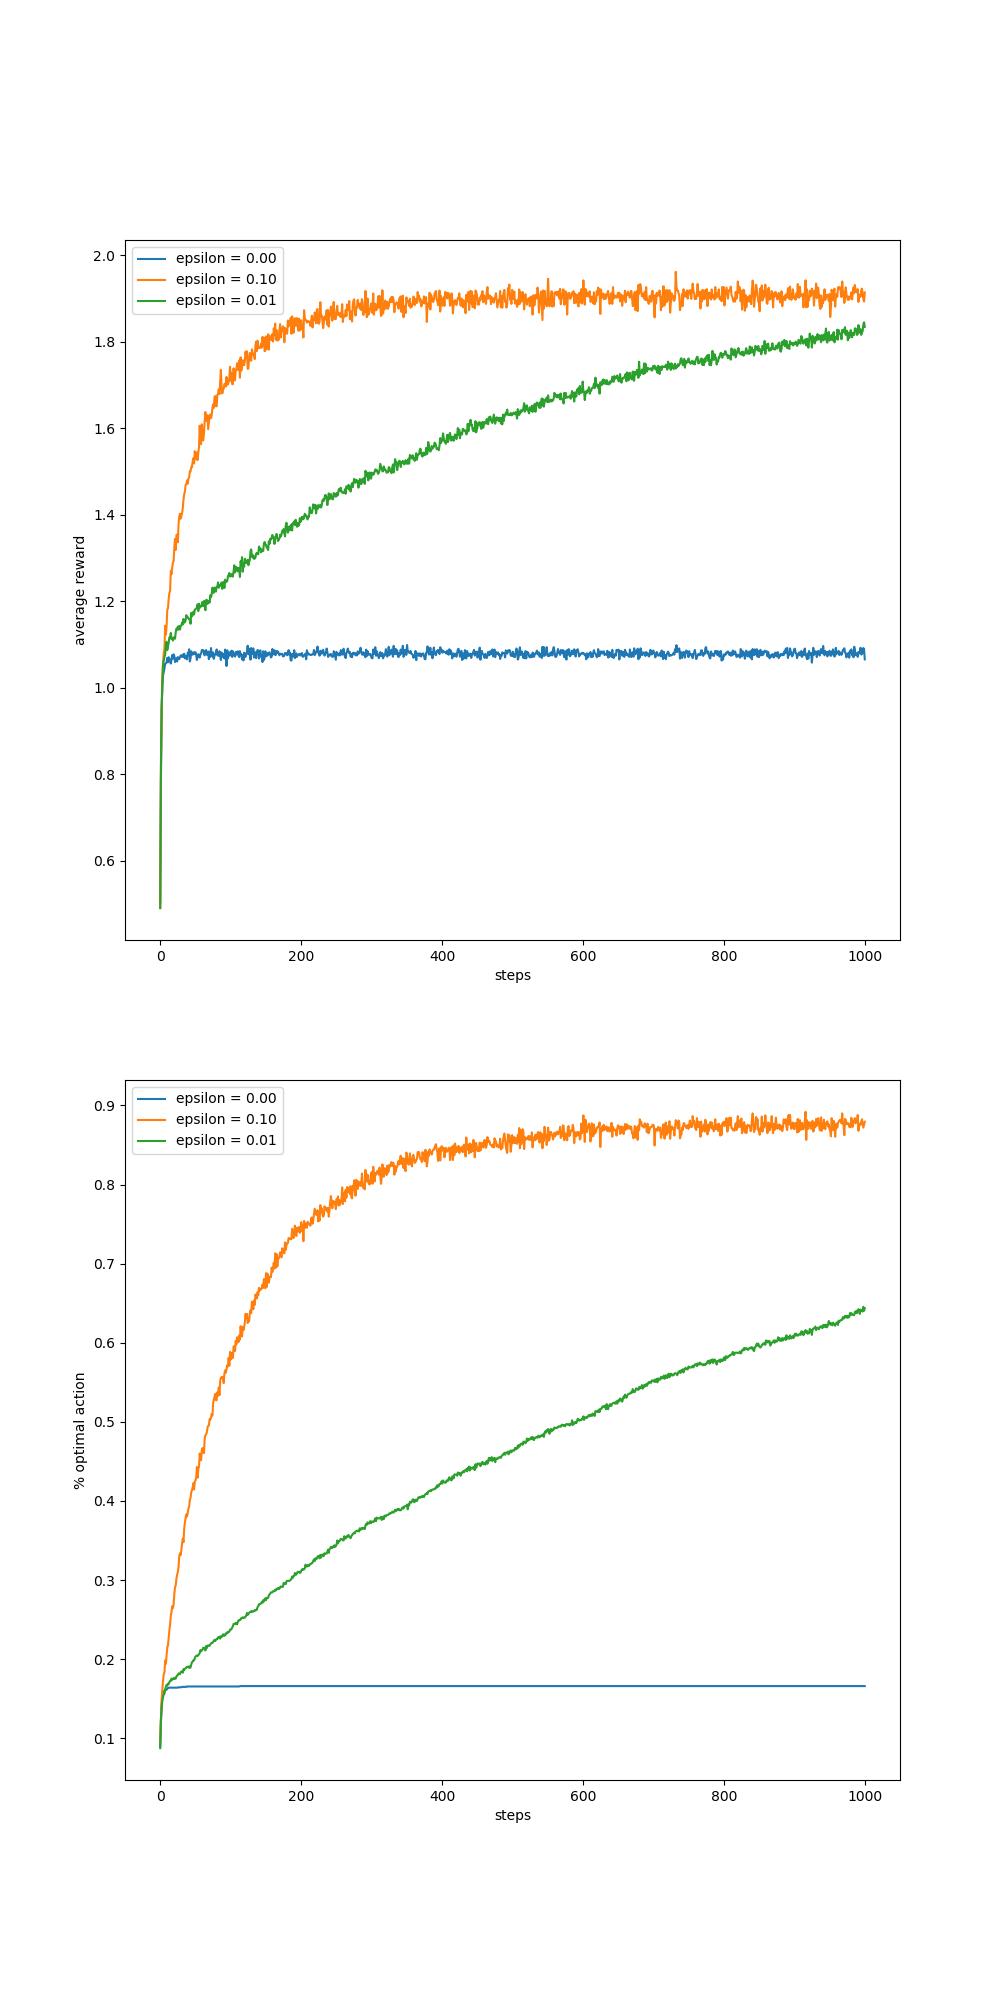 epsilon = 0.00
epsilon = 0.10
epsilon = 0.01
2.0
1.8
1.6
1.4
1.2
1.0
0.8
0.6
average reward
0 200 400 600 800 1000
steps
epsilon = 0.00
epsilon = 0.10
epsilon = 0.01
0.9
0.8
0.7
0.6
0.5
0.4
0.3
0.2
0.1
% optimal action
0 200 400 600 800 1000
steps